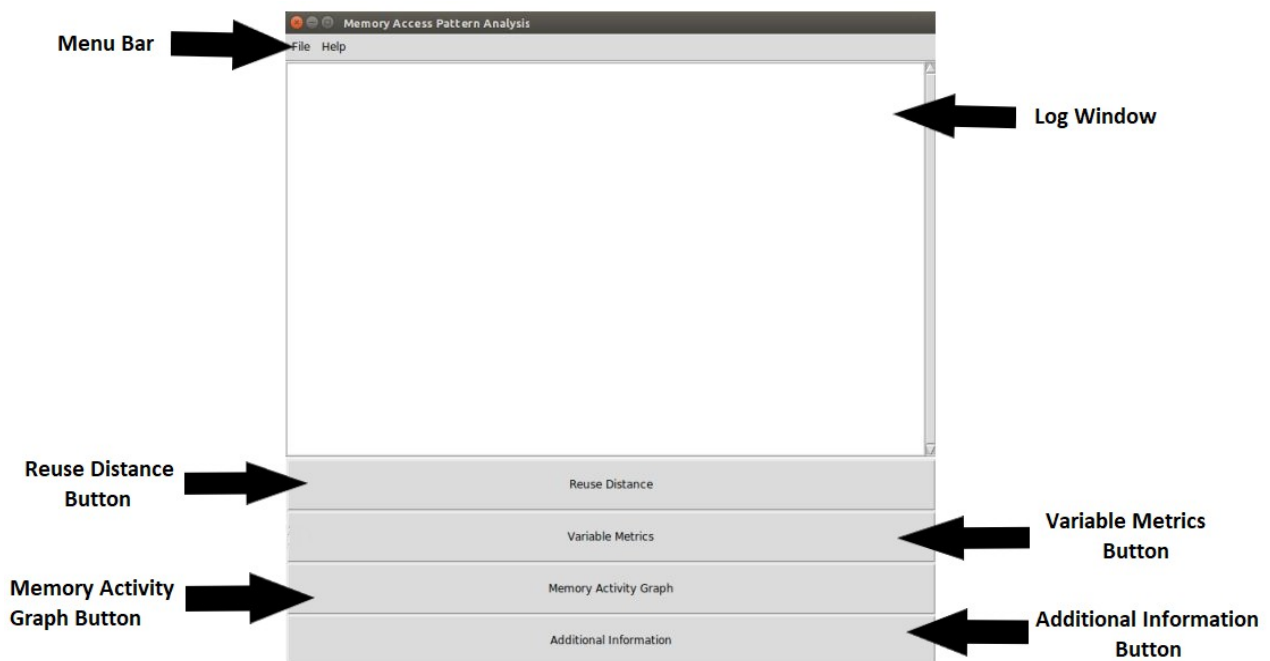 Memory Access Pattern Analysis
Menu Bar
File Help
Log Window
Reuse Distance
Button
Reuse Distance
Variable Metrics
Variable Metrics
Button
Memory Activity
Graph Button
Memory Activity Graph
Additional Information
Additional Information
Button